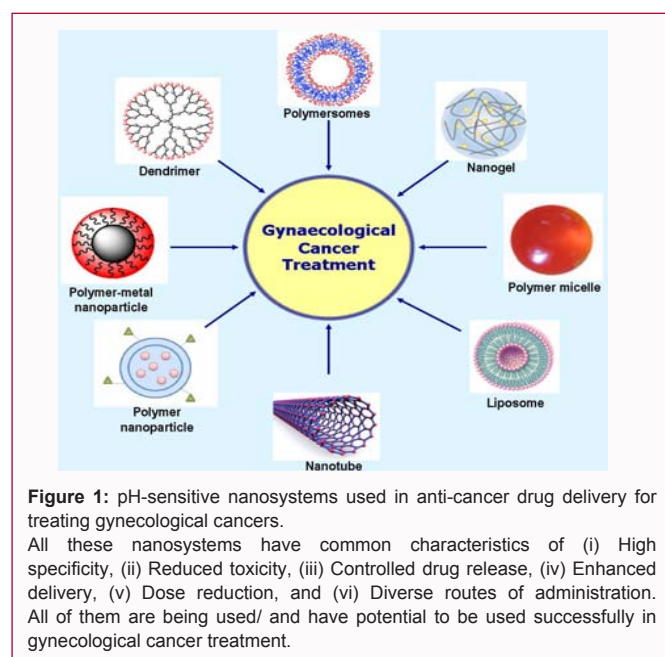 Polymersomes
Dendrimer
Nanogel
Gynaecological
Cancer
Treatment
Polymer-metal
nanoparticle
Polymer micelle
Polymer
nanoparticle
Liposome
Nanotube
Figure 1: pH-sensitive nanosystems used in anti-cancer drug delivery for
treating gynecological cancers.
All these nanosystems have common characteristics of (i) High
specificity, (ii) Reduced toxicity, (iii) Controlled drug release, (iv) Enhanced
delivery, (v) Dose reduction, and (vi) Diverse routes of administration.
All of them are being used/ and have potential to be used successfully in
gynecological cancer treatment.